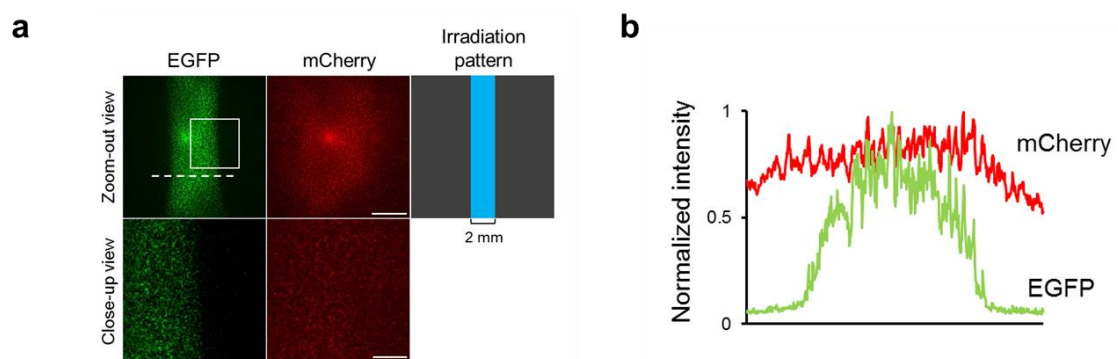 a
EGFP
mCherry
Irradiation
pattern
Zoom-out view
Close-up view
2 mm
b
Normalized intensity
1
0.5
0
mCherry
EGFP